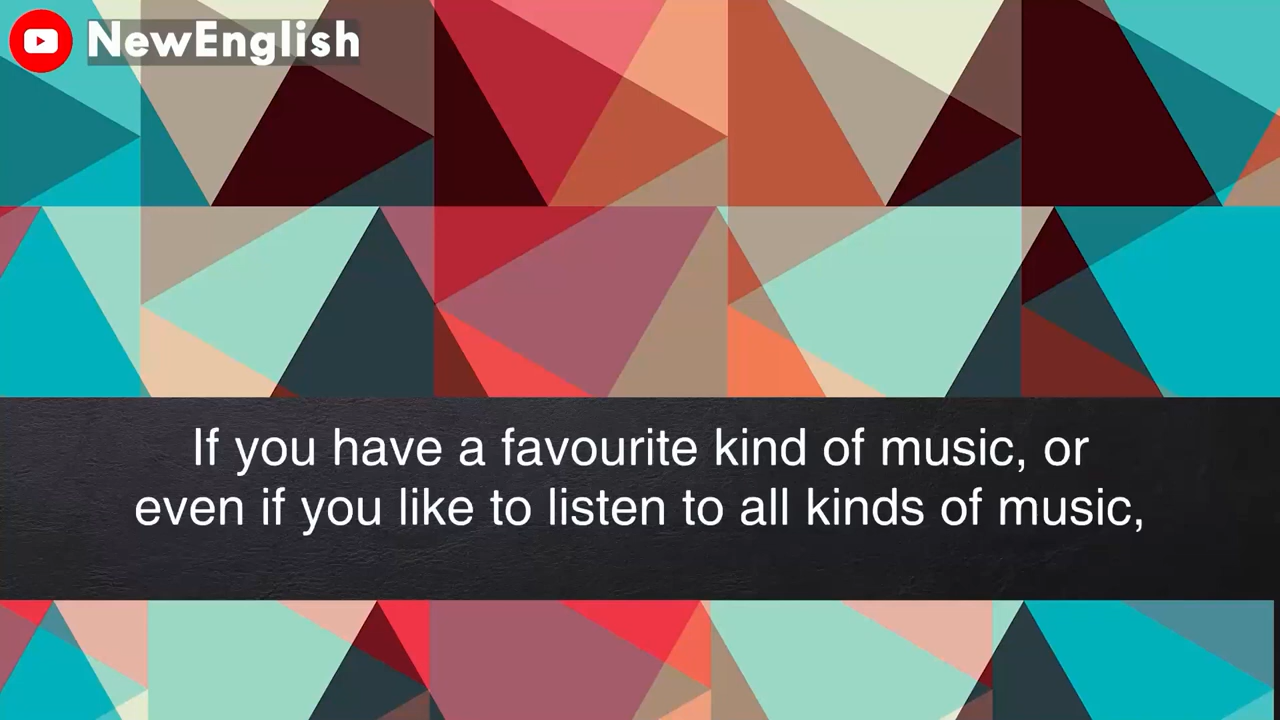 NewEnglish
If you have a favourite kind of music, or
even if you like to listen to all kinds of music,